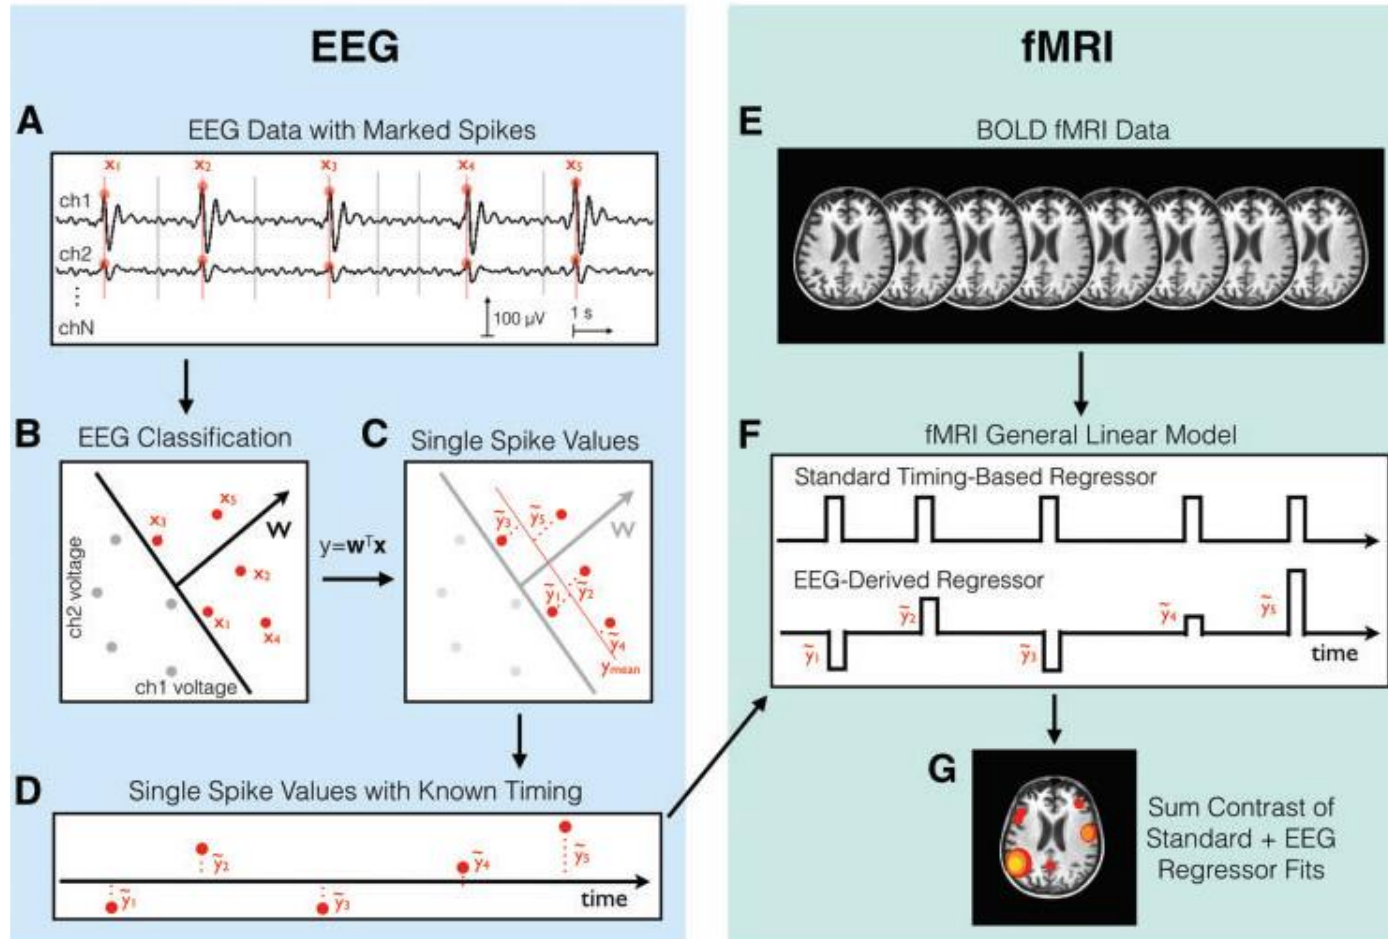 EEG
A
EEG Data with Marked Spikes
x₁ x₂ x₃ x₄ x₅
ch1
ch2
⋮
chN
100 µV
1 s
B
EEG Classification
x₅
x₃
w
x₂
x₁
x₄
ch2 voltage
ch1 voltage
y=wᵀx
C
Single Spike Values
ỹ₃ ỹ₅
w
ỹ₁ ỹ₂
ỹ₄
yₘₑₐₙ
D
Single Spike Values with Known Timing
ỹ₁ ỹ₂ ỹ₃ ỹ₄ ỹ₅
time
fMRI
E
BOLD fMRI Data
F
fMRI General Linear Model
Standard Timing-Based Regressor
EEG-Derived Regressor
ỹ₁ ỹ₂ ỹ₃ ỹ₄ ỹ₅
time
G
Sum Contrast of
Standard + EEG
Regressor Fits